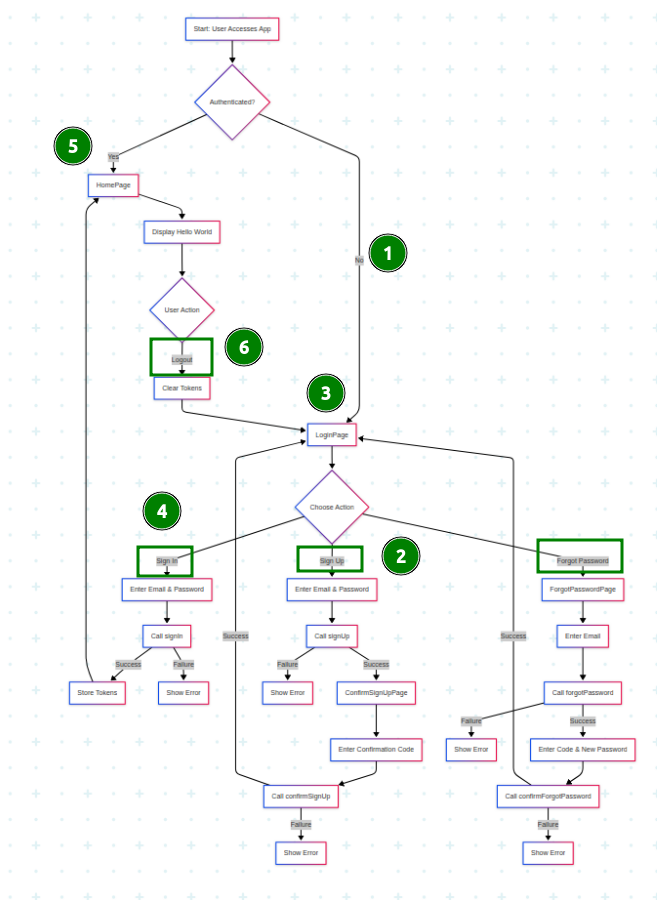 Start: User Accesses App
Authenticated?
5
Yes
HomePage
Display Hello World
No
1
User Action
6
Logout
Clear Tokens
3
LoginPage
4
Choose Action
2
Sign In
Sign Up
Forgot Password
Enter Email & Password
Enter Email & Password
ForgotPasswordPage
Call signIn
Success
Call signUp
Success
Enter Email
Success
Failure
Failure
Success
Store Tokens
Show Error
Show Error
ConfirmSignUpPage
Call forgotPassword
Failure
Success
Enter Confirmation Code
Show Error
Enter Code & New Password
Call confirmSignUp
Call confirmForgotPassword
Failure
Failure
Show Error
Show Error